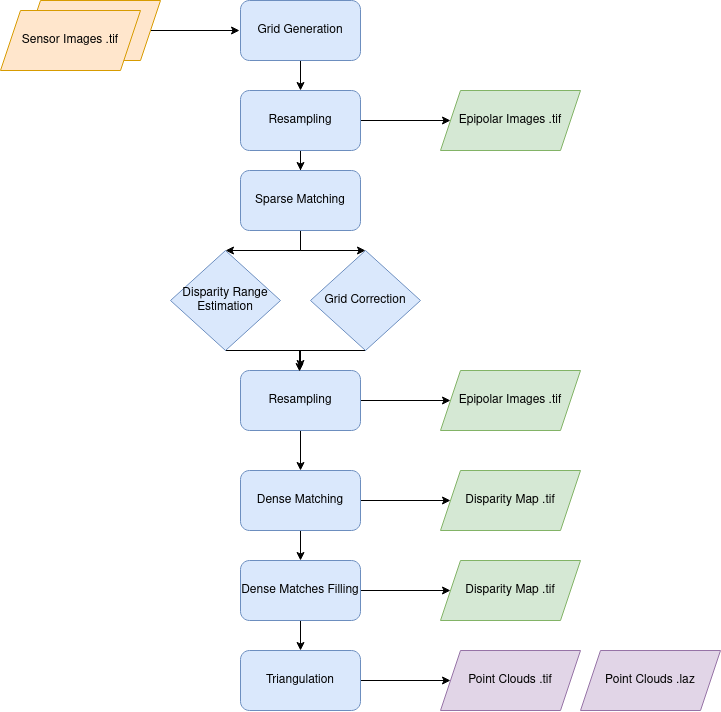 Sensor Images .tif
Grid Generation
Resampling
Epipolar Images .tif
Sparse Matching
Disparity Range
Estimation
Grid Correction
Resampling
Epipolar Images .tif
Dense Matching
Disparity Map .tif
Dense Matches Filling
Disparity Map .tif
Triangulation
Point Clouds .tif
Point Clouds .laz